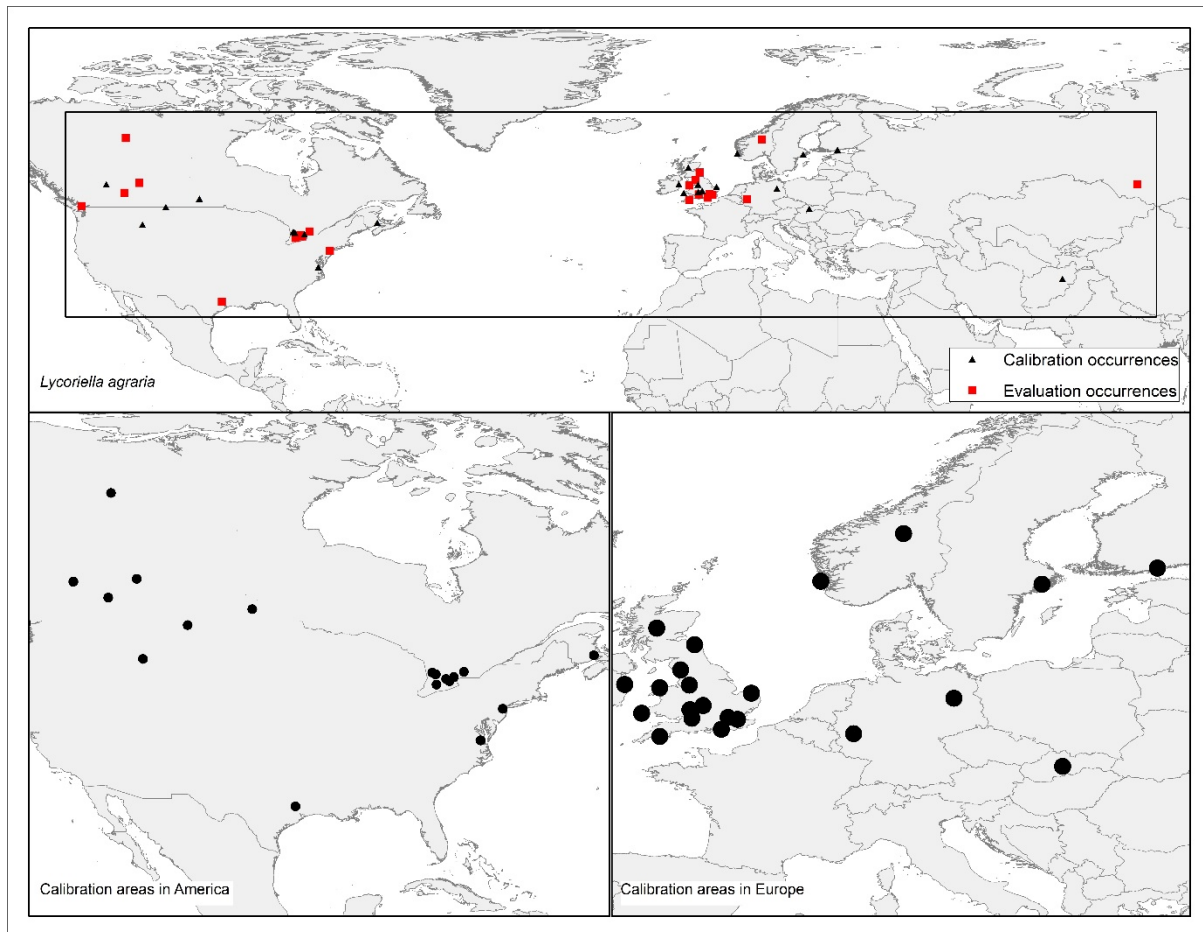 Lycoriella agraria
Calibration occurrences
Evaluation occurrences
Calibration areas in America
Calibration areas in Europe